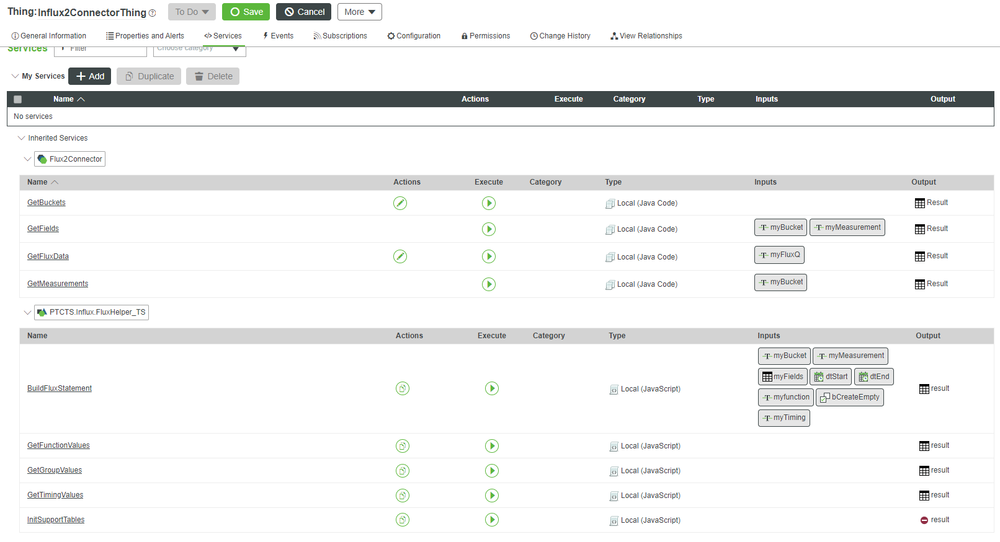 Thing: Influx2ConnectorThing ? To Do Save Cancel More
General Information Properties and Alerts Services Events Subscriptions Configuration Permissions Change History View Relationships
Services Filter Choose category
My Services Add Duplicate Delete
Name Actions Execute Category Type Inputs Output
No services
Inherited Services
Flux2Connector
Name Actions Execute Category Type Inputs Output
GetBuckets Local (Java Code) Result
GetFields Local (Java Code) myBucket myMeasurement Result
GetFluxData Local (Java Code) myFluxQ Result
GetMeasurements Local (Java Code) myBucket Result
PTCTS.Influx.FluxHelper_TS
Name Actions Execute Category Type Inputs Output
myBucket myMeasurement
myFields dtStart dtEnd
BuildFluxStatement Local (JavaScript) result
myfunction bCreateEmpty
myTiming
GetFunctionValues Local (JavaScript) result
GetGroupValues Local (JavaScript) result
GetTimingValues Local (JavaScript) result
InitSupportTables Local (JavaScript) result